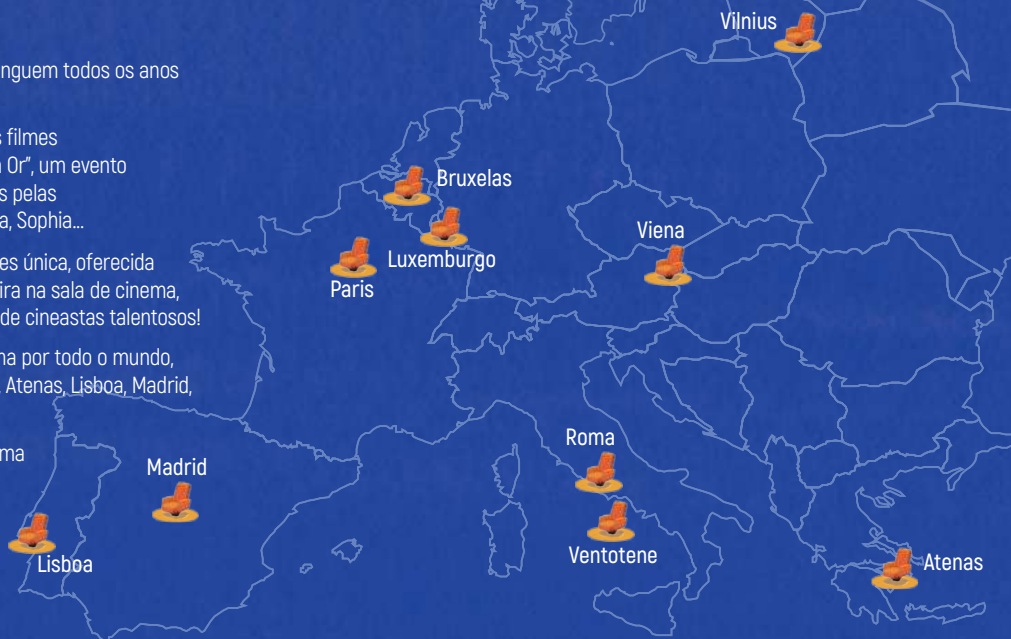 nguem todos os anos
s filmes
Or", um evento
s pelas
a, Sophia...
es única, oferecida
ira na sala de cinema,
de cineastas talentosos!
na por todo o mundo,
Atenas, Lisboa, Madrid,
ma
Vilnius
Bruxelas
Luxemburgo
Paris
Viena
Roma
Ventotene
Madrid
Lisboa
Atenas